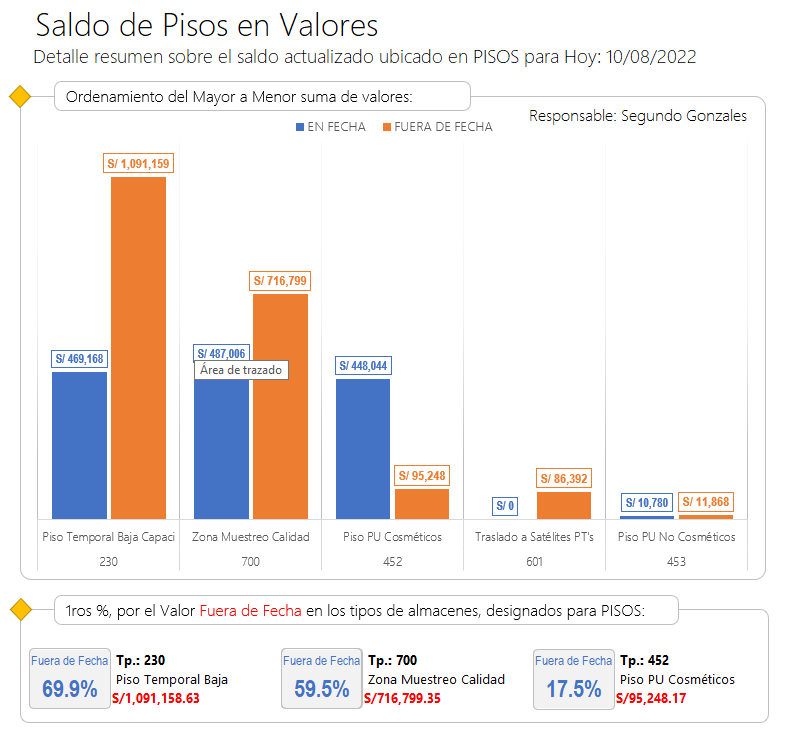 Saldo de Pisos en Valores
Detalle resumen sobre el saldo actualizado ubicado en PISOS para Hoy: 10/08/2022
Ordenamiento del Mayor a Menor suma de valores:
Responsable: Segundo Gonzales
EN FECHA FUERA DE FECHA
S/ 1,091,159
S/ 716,799
S/ 469,168
S/ 487,006
Área de trazado
S/ 448,044
S/ 95,248
S/ 0
S/ 86,392
S/ 10,780
S/ 11,868
Piso Temporal Baja Capaci Zona Muestreo Calidad Piso PU Cosméticos Traslado a Satélites PT's Piso PU No Cosméticos
230 700 452 601 453
1ros %, por el Valor Fuera de Fecha en los tipos de almacenes, designados para PISOS:
Fuera de Fecha
69.9%
Tp.: 230
Piso Temporal Baja
S/1,091,158.63
Fuera de Fecha
59.5%
Tp.: 700
Zona Muestreo Calidad
S/716,799.35
Fuera de Fecha
17.5%
Tp.: 452
Piso PU Cosméticos
S/95,248.17